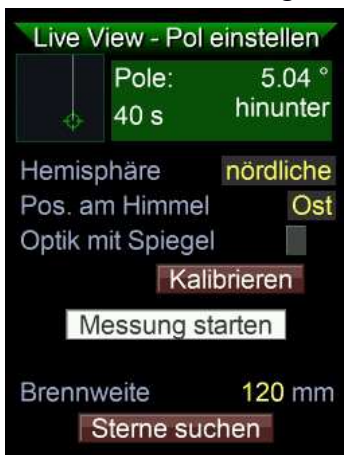 Live View - Pol einstellen
Pole: 5.04 °
40 s hinunter
Hemisphäre nördliche
Pos. am Himmel Ost
Optik mit Spiegel
Kalibrieren
Messung starten
Brennweite 120 mm
Sterne suchen